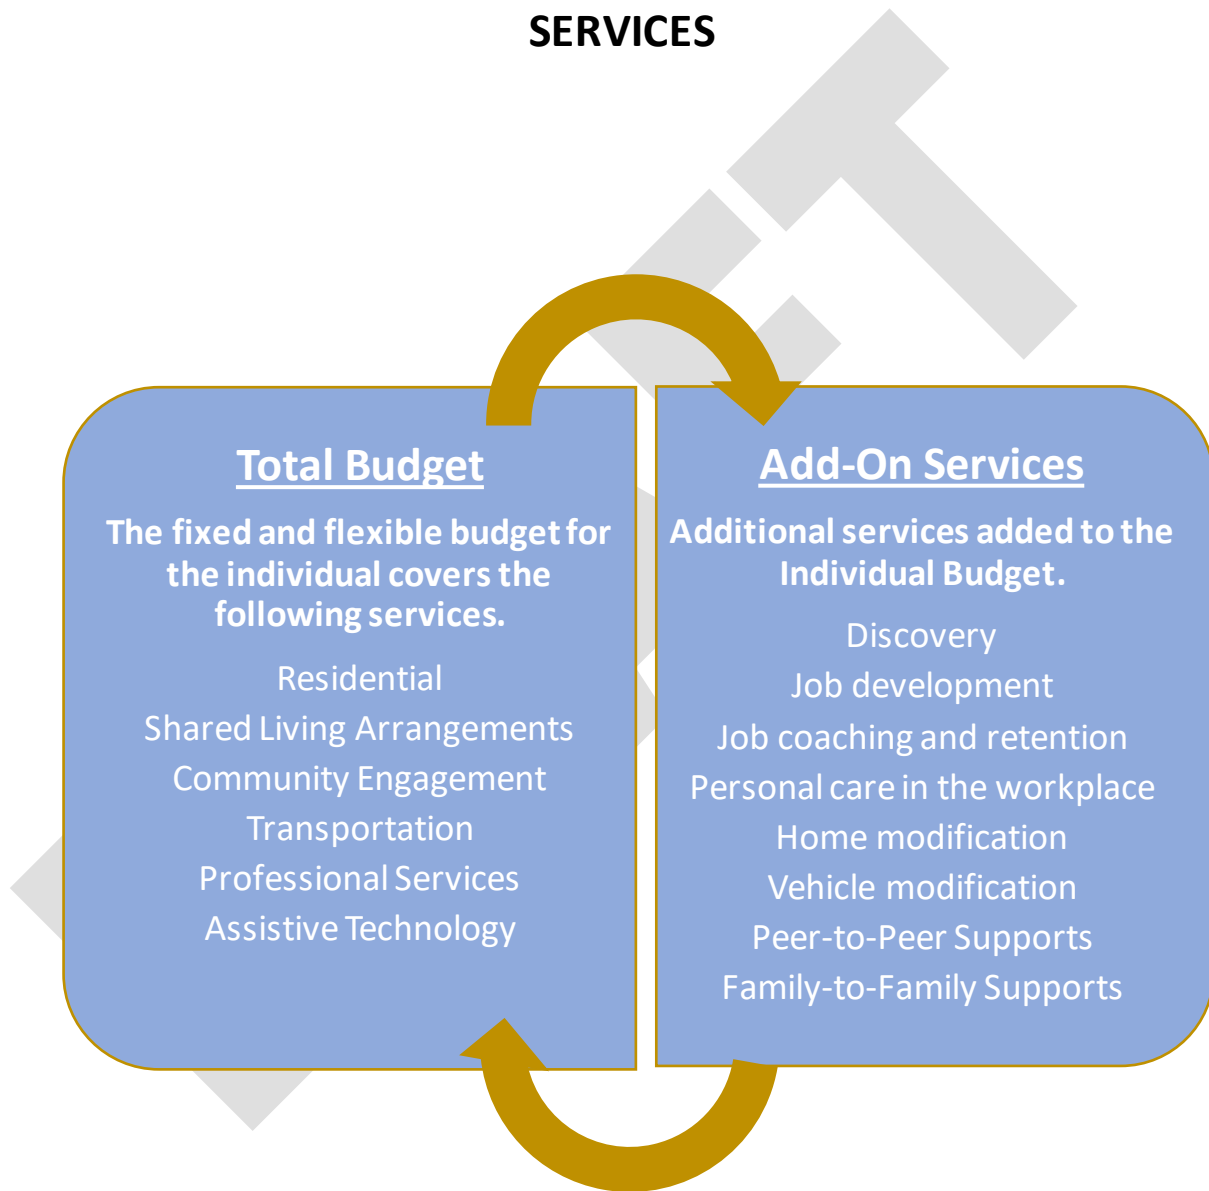 SERVICES
Total Budget
The fixed and flexible budget for
the individual covers the
following services.
Residential
Shared Living Arrangements
Community Engagement
Transportation
Professional Services
Assistive Technology
Add-On Services
Additional services added to the
Individual Budget.
Discovery
Job development
Job coaching and retention
Personal care in the workplace
Home modification
Vehicle modification
Peer-to-Peer Supports
Family-to-Family Supports